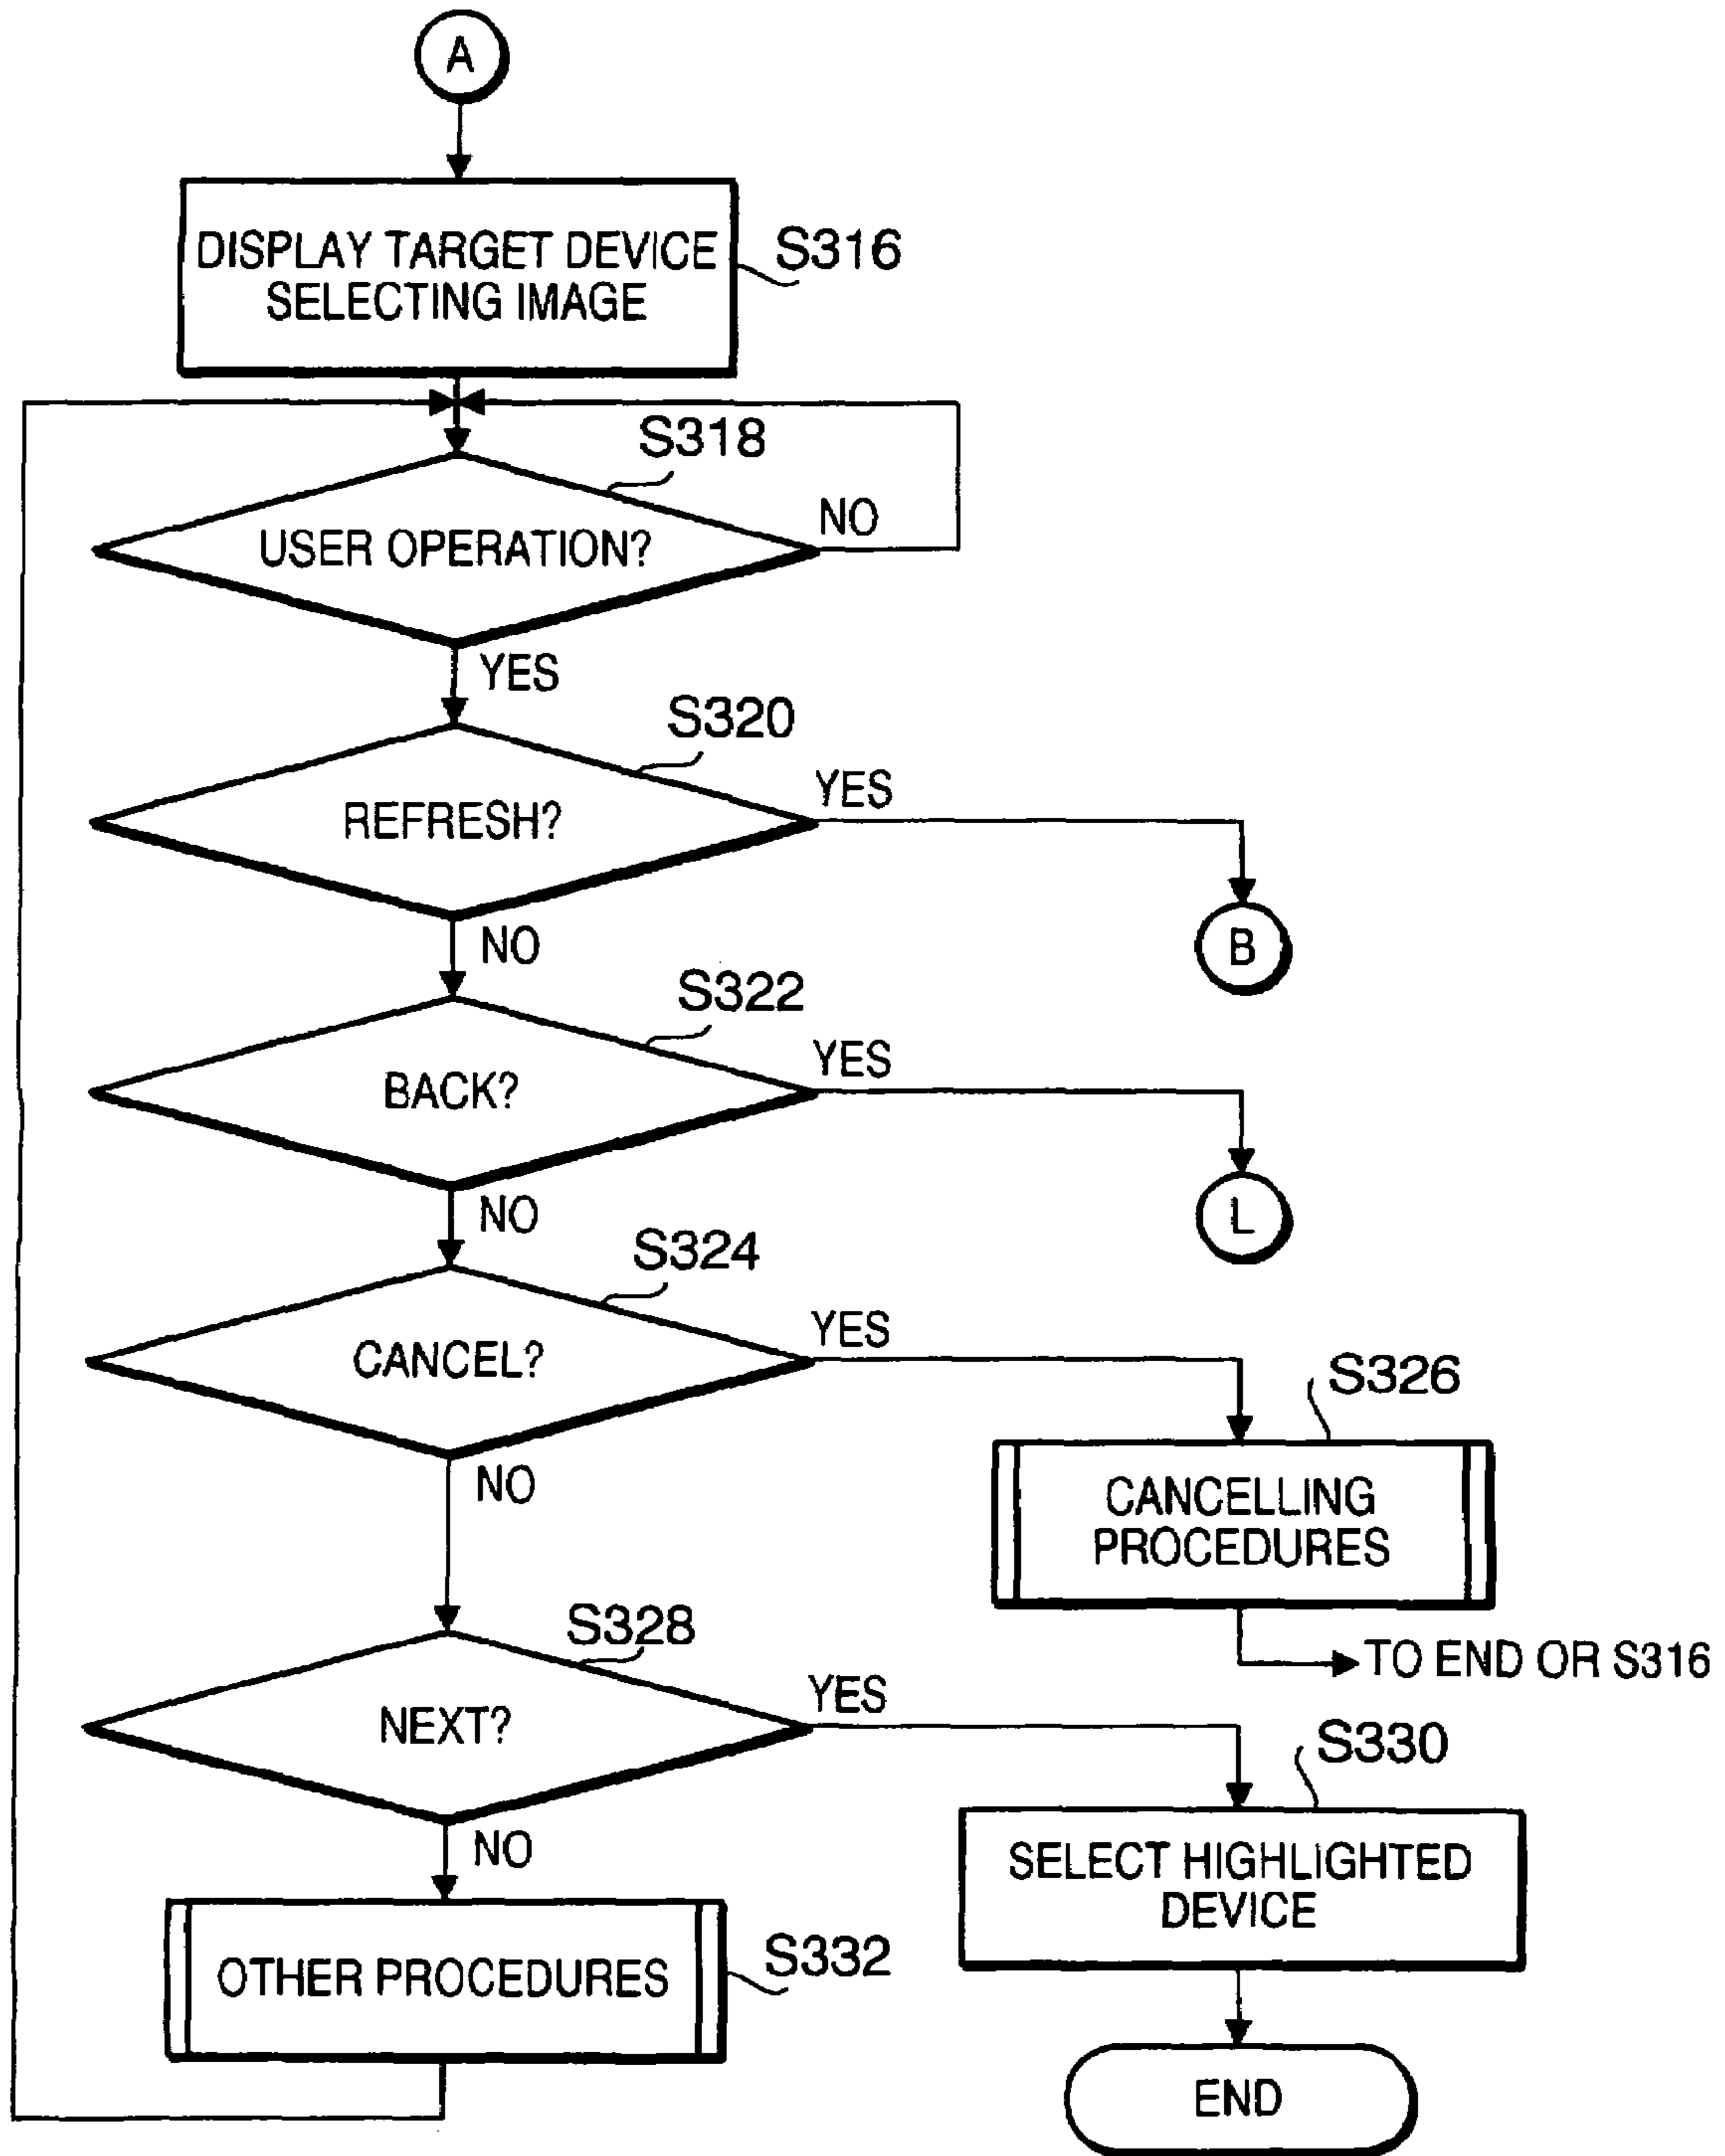 A
DISPLAY TARGET DEVICE
SELECTING IMAGE
S316
S318
USER OPERATION?
NO
YES
S320
REFRESH?
YES
B
NO
S322
BACK?
YES
L
NO
S324
CANCEL?
YES
S326
CANCELLING
PROCEDURES
TO END OR S316
NO
S328
NEXT?
YES
S330
SELECT HIGHLIGHTED
DEVICE
NO
OTHER PROCEDURES
S332
END